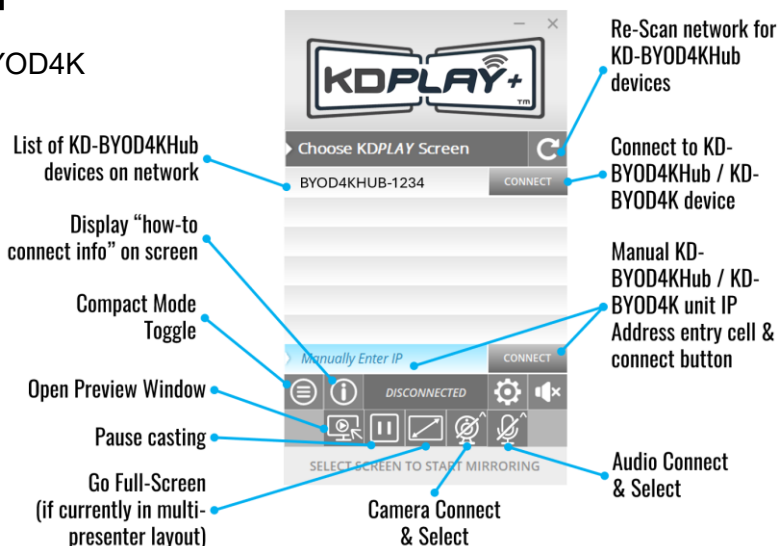 YOD4K
KDPLAY+
TM
Choose KDPLAY Screen
BYOD4KHUB-1234
CONNECT
Manually Enter IP
CONNECT
DISCONNECTED
SELECT SCREEN TO START MIRRORING
List of KD-BYOD4KHub
devices on network
Display “how-to
connect info” on screen
Compact Mode
Toggle
Open Preview Window
Pause casting
Go Full-Screen
(if currently in multi-
presenter layout)
Camera Connect
& Select
Re-Scan network for
KD-BYOD4KHub
devices
Connect to KD-
BYOD4KHub / KD-
BYOD4K device
Manual KD-
BYOD4KHub / KD-
BYOD4K unit IP
Address entry cell &
connect button
Audio Connect
& Select